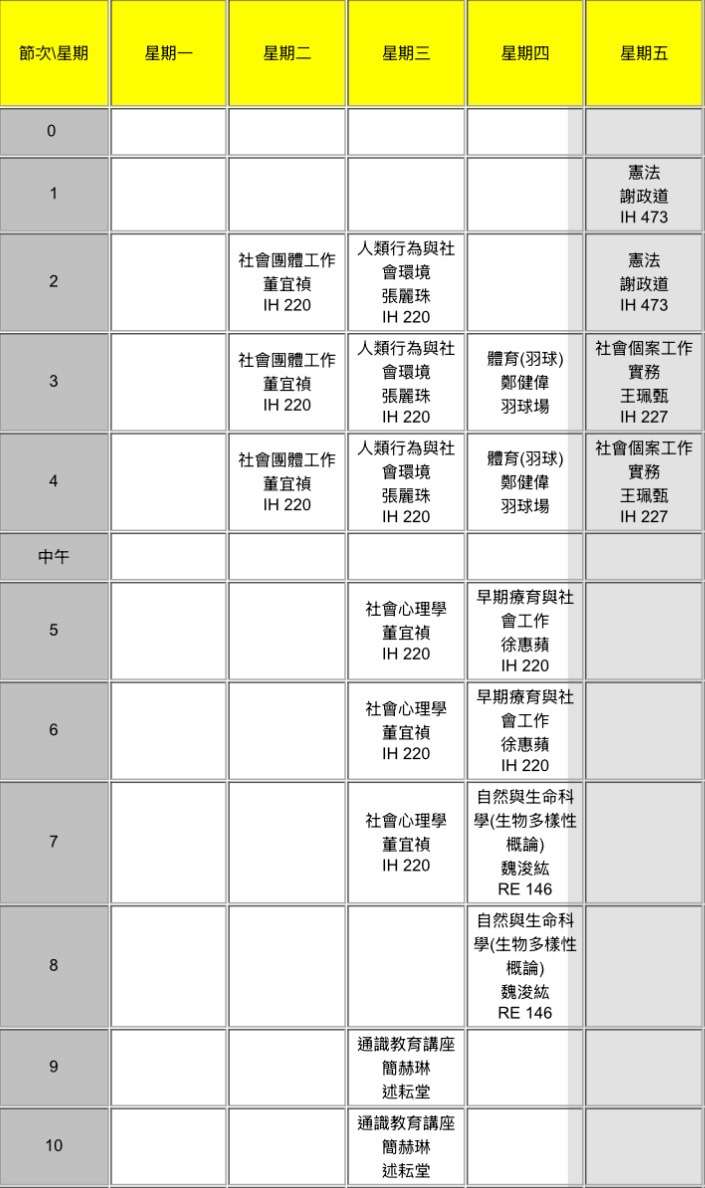 節次\星期 星期一 星期二 星期三 星期四 星期五
0
1
憲法
謝政道
IH 473
2
社會團體工作
董宜禎
IH 220
人類行為與社
會環境
張麗珠
IH 220
憲法
謝政道
IH 473
3
社會團體工作
董宜禎
IH 220
人類行為與社
會環境
張麗珠
IH 220
體育(羽球)
鄭健偉
羽球場
社會個案工作
實務
王珮甄
IH 227
4
社會團體工作
董宜禎
IH 220
人類行為與社
會環境
張麗珠
IH 220
體育(羽球)
鄭健偉
羽球場
社會個案工作
實務
王珮甄
IH 227
中午
5
社會心理學
董宜禎
IH 220
早期療育與社
會工作
徐惠蘋
IH 220
6
社會心理學
董宜禎
IH 220
早期療育與社
會工作
徐惠蘋
IH 220
7
社會心理學
董宜禎
IH 220
自然與生命科
學(生物多樣性
概論)
魏浚紘
RE 146
8
自然與生命科
學(生物多樣性
概論)
魏浚紘
RE 146
9
通識教育講座
簡赫琳
述耘堂
10
通識教育講座
簡赫琳
述耘堂